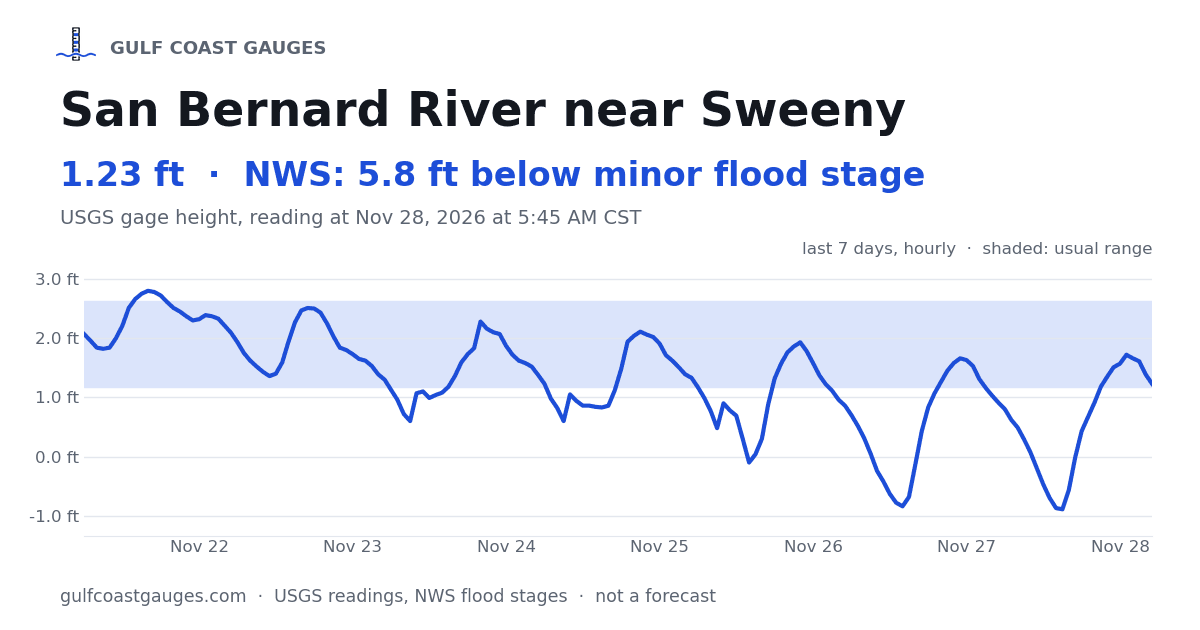 GULF COAST GAUGES
San Bernard River near Sweeny
1.23 ft · NWS: 5.8 ft below minor flood stage
USGS gage height, reading at Nov 28, 2026 at 5:45 AM CST
last 7 days, hourly · shaded: usual range
3.0 ft
2.0 ft
1.0 ft
0.0 ft
-1.0 ft
Nov 22 Nov 23 Nov 24 Nov 25 Nov 26 Nov 27 Nov 28
gulfcoastgauges.com · USGS readings, NWS flood stages · not a forecast